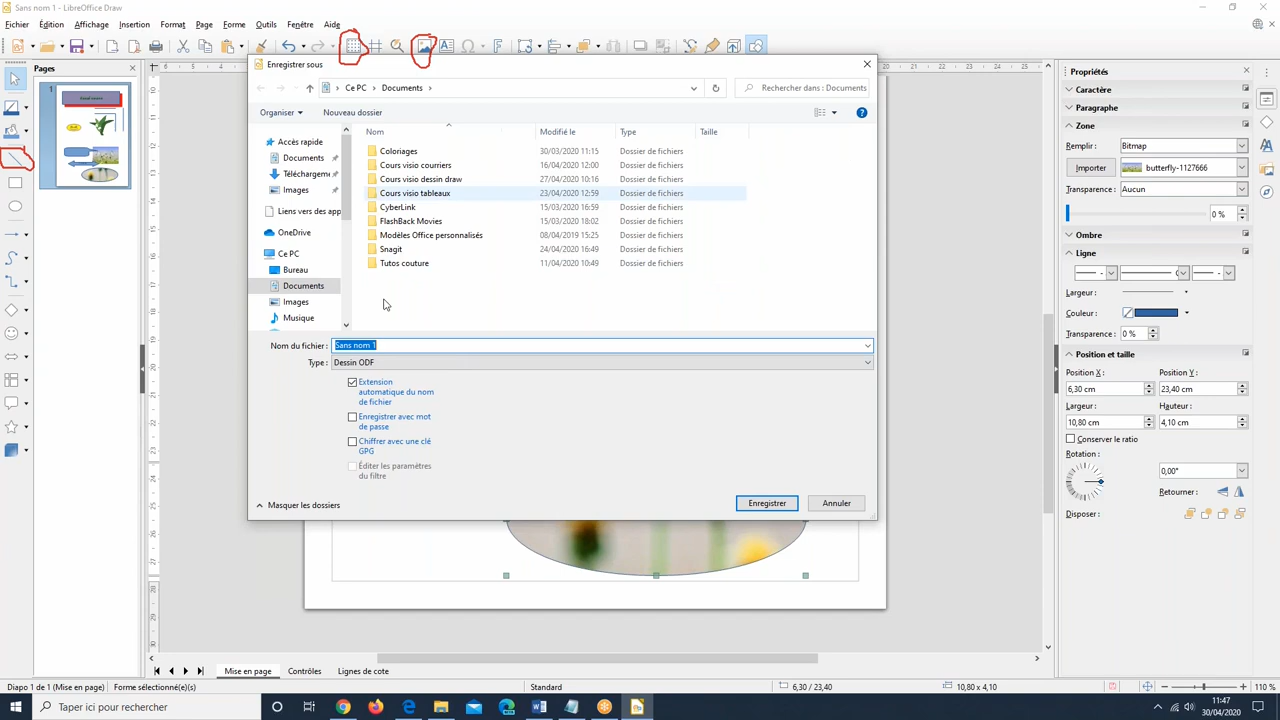 Sans nom 1 - LibreOffice Draw
Fichier Édition Affichage Insertion Format Page Forme Outils Fenêtre Aide
Pages
1
6 5
20 21 22 23 24 25
Enregistrer sous
Ce PC Documents
Rechercher dans : Documents
Organiser Nouveau dossier
Nom Modifié le Type Taille
Accès rapide
Documents
Téléchargeme
Images
Liens vers des app
OneDrive
Ce PC
Bureau
Documents
Images
Musique
Coloriages 30/03/2020 11:15 Dossier de fichiers
Cours visio courriers 16/04/2020 12:00 Dossier de fichiers
Cours visio dessin draw 27/04/2020 10:16 Dossier de fichiers
Cours visio tableaux 23/04/2020 12:59 Dossier de fichiers
CyberLink 15/03/2020 16:59 Dossier de fichiers
FlashBack Movies 15/03/2020 18:02 Dossier de fichiers
Modèles Office personnalisés 08/04/2019 15:25 Dossier de fichiers
Snagit 24/04/2020 16:49 Dossier de fichiers
Tutos couture 11/04/2020 10:49 Dossier de fichiers
Nom du fichier : Sans nom 1
Type : Dessin ODF
Extension
automatique du nom
de fichier
Enregistrer avec mot
de passe
Chiffrer avec une clé
GPG
Éditer les paramètres
du filtre
Masquer les dossiers
Enregistrer Annuler
Propriétés
Caractère
Paragraphe
Zone
Remplir : Bitmap
Importer butterfly-1127666
Transparence : Aucun
0 %
Ombre
Ligne
Largeur :
Couleur :
Transparence : 0 %
Position et taille
Position X : Position Y :
6,30 cm 23,40 cm
Largeur : Hauteur :
10,80 cm 4,10 cm
Conserver le ratio
Rotation :
0,00°
Retourner :
Disposer :
Mise en page Contrôles Lignes de cote
Diapo 1 de 1 (Mise en page) Forme sélectionné(e)(s) Standard 6,30 / 23,40 10,80 x 4,10 110 %
Taper ici pour rechercher
11:47
30/04/2020